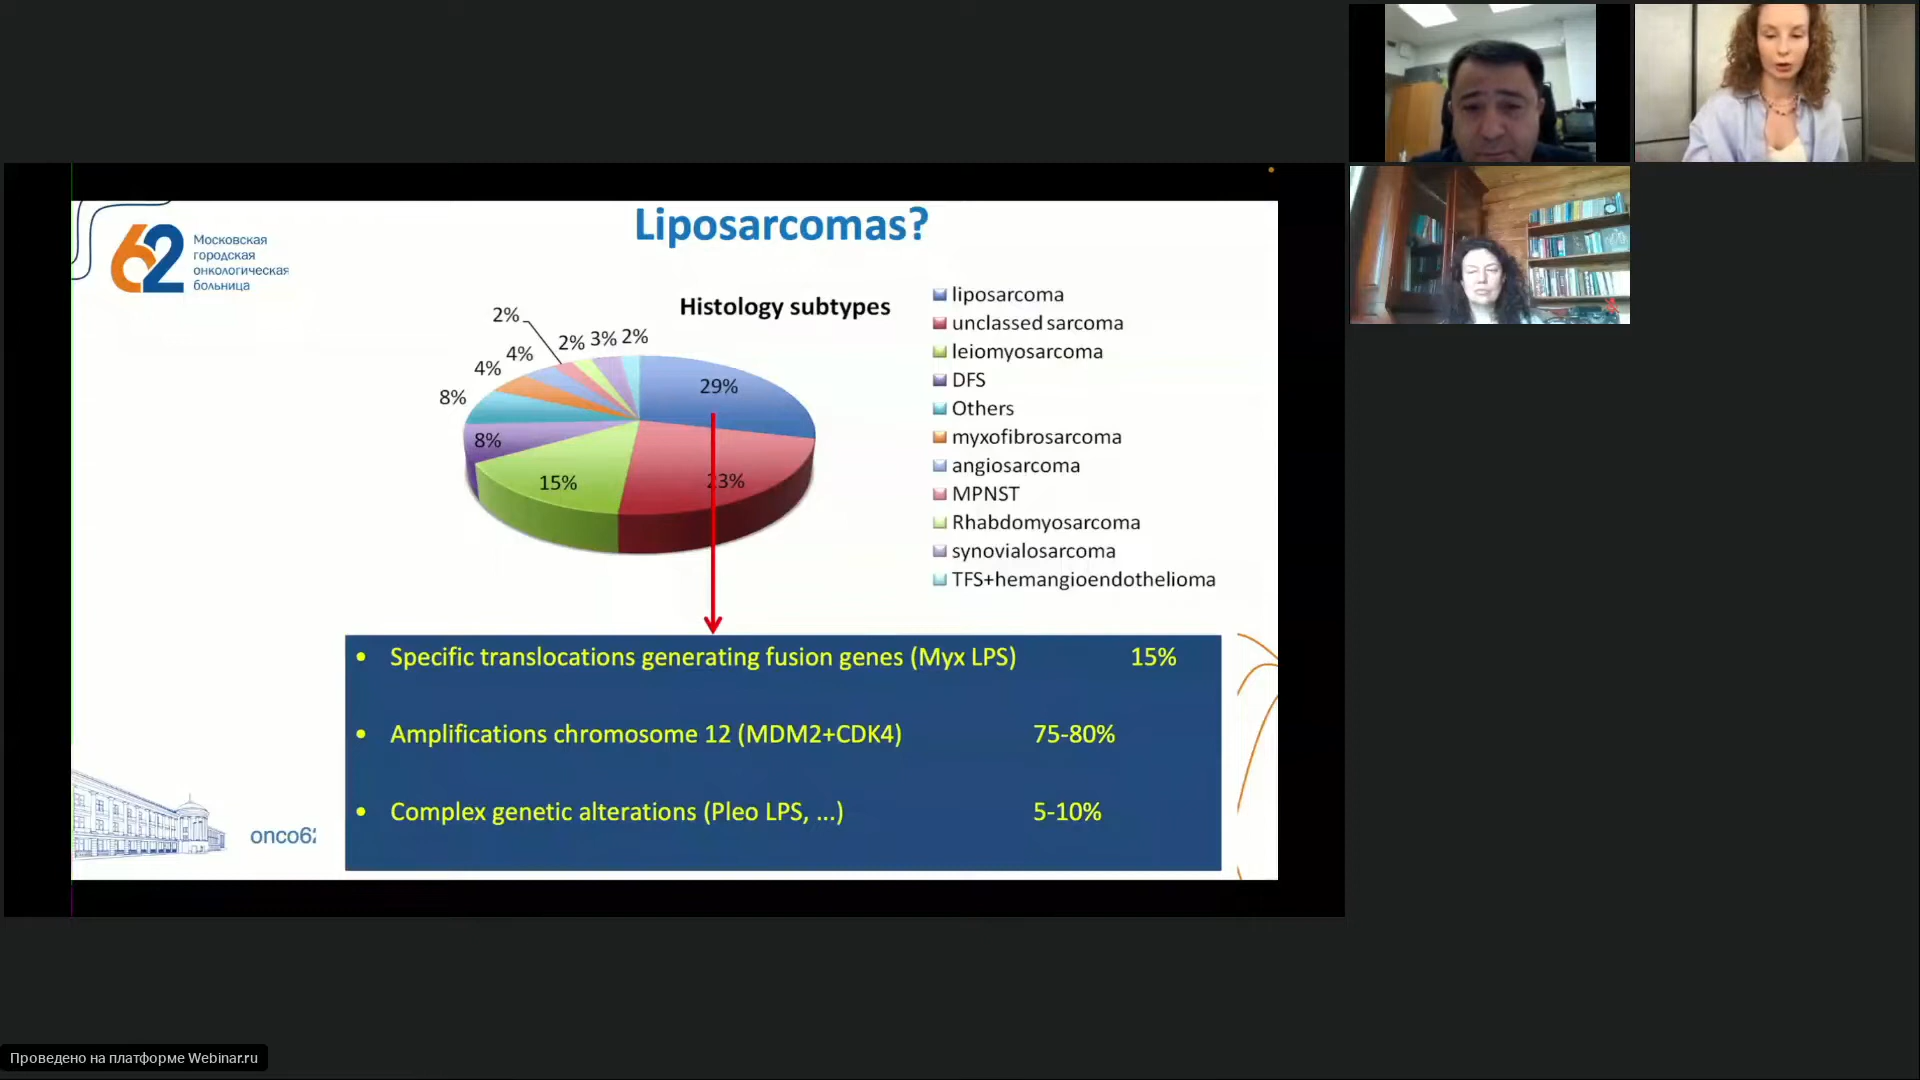 Liposarcomas?
62
Московская
городская
онкологическая
больница
Histology subtypes
2%
2%
3%
2%
4%
4%
8%
8%
15%
23%
29%
liposarcoma
unclassed sarcoma
leiomyosarcoma
DFS
Others
myxofibrosarcoma
angiosarcoma
MPNST
Rhabdomyosarcoma
synovialosarcoma
TFS+hemangioendothelioma
• Specific translocations generating fusion genes (Myx LPS) 15%
• Amplifications chromosome 12 (MDM2+CDK4) 75-80%
• Complex genetic alterations (Pleo LPS, ...) 5-10%
onco62
Проведено на платформе Webinar.ru